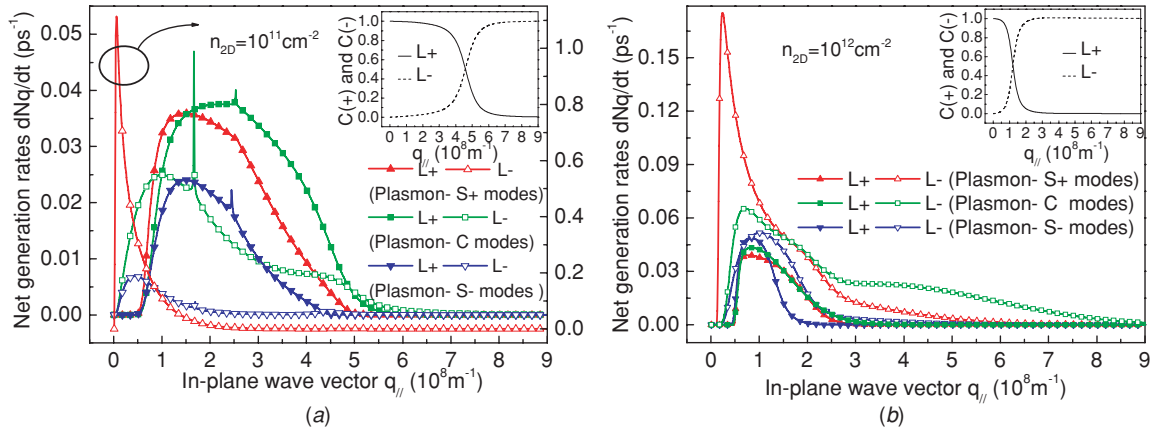 Net generation rates dNq/dt (ps⁻¹)
0.05
0.04
0.03
0.02
0.01
0.00
n2D=10¹¹cm⁻²
1.0
0.8
0.6
0.4
0.2
0.0
C(+) and C(-)
1.0
0.8
0.6
0.4
0.2
0.0
L+
L-
0 1 2 3 4 5 6 7 8 9
q// (10⁸m⁻¹)
L+ L-
(Plasmon- S+ modes)
L+ L-
(Plasmon- C modes)
L+ L-
(Plasmon- S- modes)
0 1 2 3 4 5 6 7 8 9
In-plane wave vector q// (10⁸m⁻¹)
(a)
Net generation rates dNq/dt (ps⁻¹)
0.18
0.15
0.12
0.09
0.06
0.03
0.00
n2D=10¹²cm⁻²
C(+) and C(-)
1.0
0.8
0.6
0.4
0.2
0.0
L+
L-
0 1 2 3 4 5 6 7 8 9
q// (10⁸m⁻¹)
L+ L- (Plasmon- S+ modes)
L+ L- (Plasmon- C modes)
L+ L- (Plasmon- S- modes)
0 1 2 3 4 5 6 7 8 9
In-plane wave vector q// (10⁸m⁻¹)
(b)